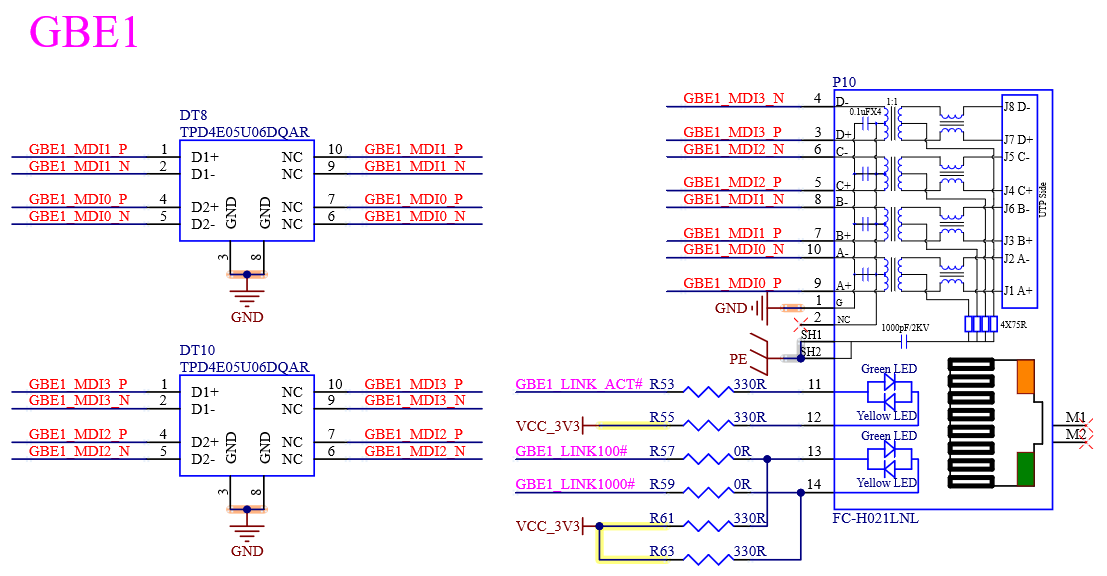 GBE1
DT8
TPD4E05U06DQAR
GBE1_MDI1_P 1 D1+ NC 10 GBE1_MDI1_P
GBE1_MDI1_N 2 D1- NC 9 GBE1_MDI1_N
GBE1_MDI0_P 4 D2+ NC 7 GBE1_MDI0_P
GBE1_MDI0_N 5 D2- NC 6 GBE1_MDI0_N
GND GND
3 8
GND
DT10
TPD4E05U06DQAR
GBE1_MDI3_P 1 D1+ NC 10 GBE1_MDI3_P
GBE1_MDI3_N 2 D1- NC 9 GBE1_MDI3_N
GBE1_MDI2_P 4 D2+ NC 7 GBE1_MDI2_P
GBE1_MDI2_N 5 D2- NC 6 GBE1_MDI2_N
GND GND
3 8
GND
P10
GBE1_MDI3_N 4 D- 1:1 J8 D-
0.1uFX4
GBE1_MDI3_P 3 D+ J7 D+
GBE1_MDI2_N 6 C- J5 C-
GBE1_MDI2_P 5 C+ J4 C+
UTP Side
GBE1_MDI1_N 8 B- J6 B-
GBE1_MDI1_P 7 B+ J3 B+
GBE1_MDI0_N 10 A- J2 A-
GBE1_MDI0_P 9 A+ J1 A+
GND 1 G
2 NC
4X75R
SH1 1000pF/2KV
PE SH2
Green LED
GBE1_LINK_ACT# R53 330R 11
Yellow LED
VCC_3V3 R55 330R 12
M1
M2
Green LED
GBE1_LINK100# R57 0R 13
Yellow LED
GBE1_LINK1000# R59 0R 14
FC-H021LNL
VCC_3V3 R61 330R
R63 330R